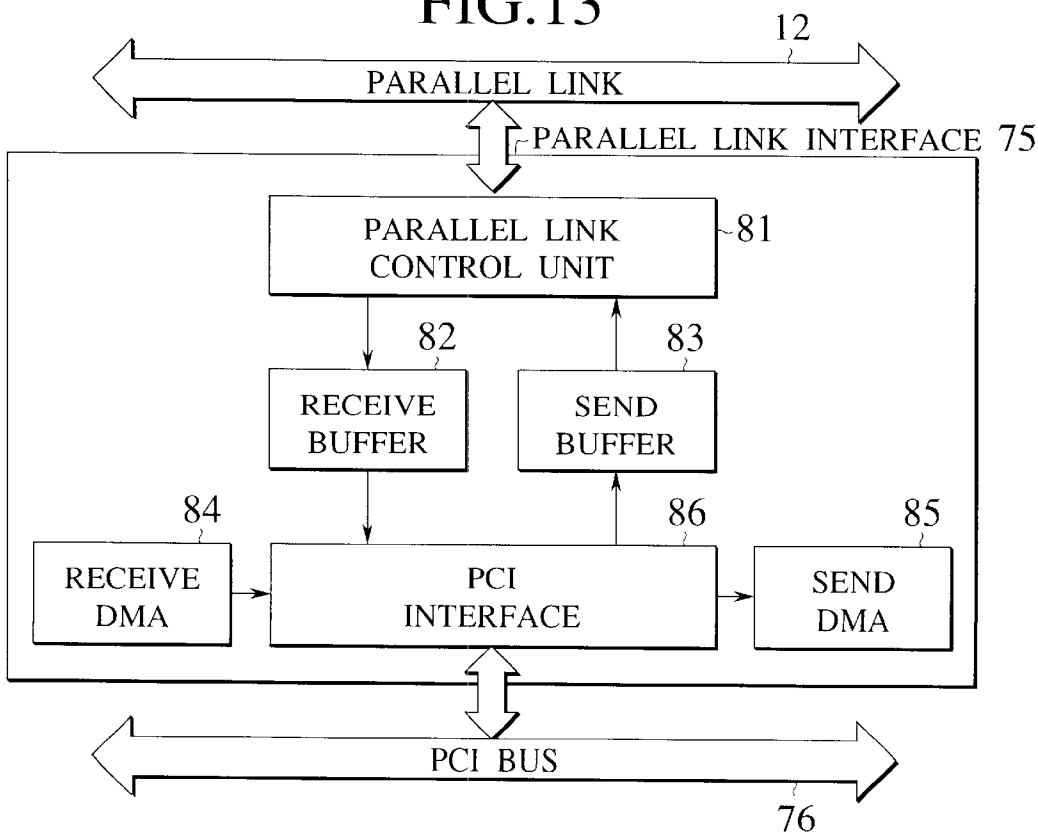 FIG.13
12
PARALLEL LINK
PARALLEL LINK INTERFACE 75
PARALLEL LINK
CONTROL UNIT
81
82
83
RECEIVE
BUFFER
SEND
BUFFER
84
86
85
RECEIVE
DMA
PCI
INTERFACE
SEND
DMA
PCI BUS
76